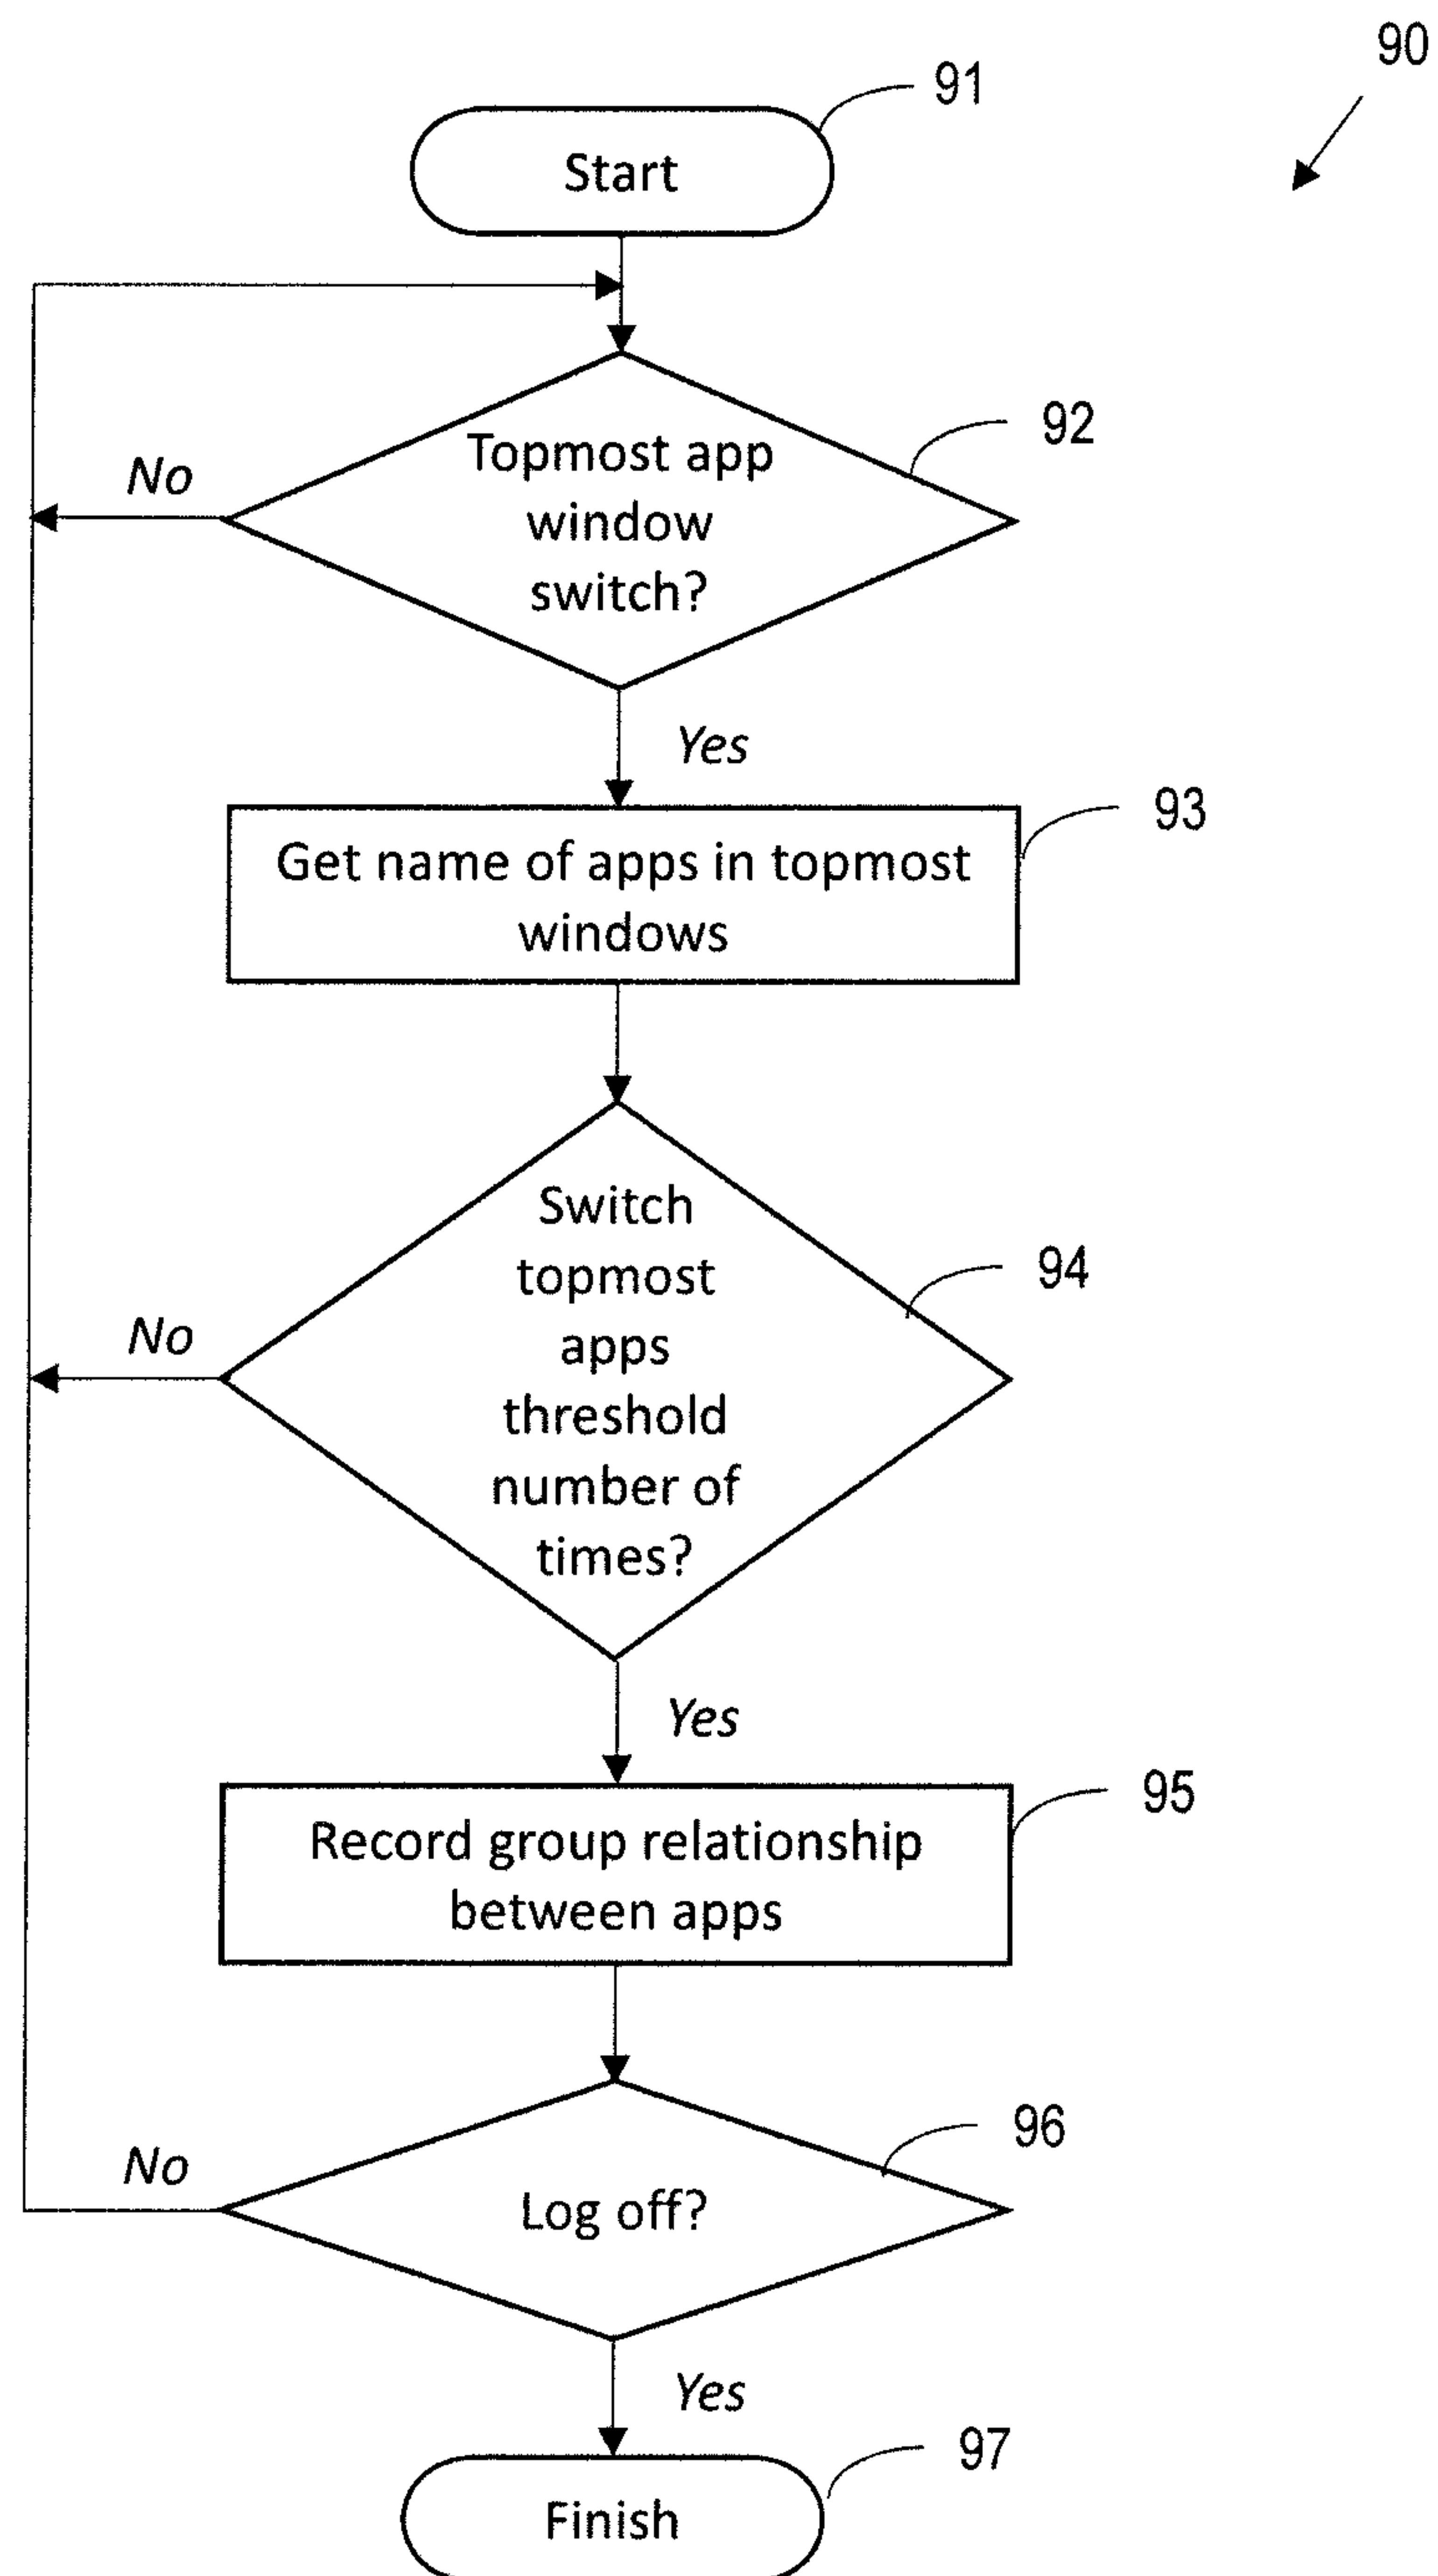 90
91
Start
92
Topmost app
window
switch?
No
Yes
93
Get name of apps in topmost
windows
94
Switch
topmost
apps
threshold
number of
times?
No
Yes
95
Record group relationship
between apps
96
Log off?
No
Yes
97
Finish